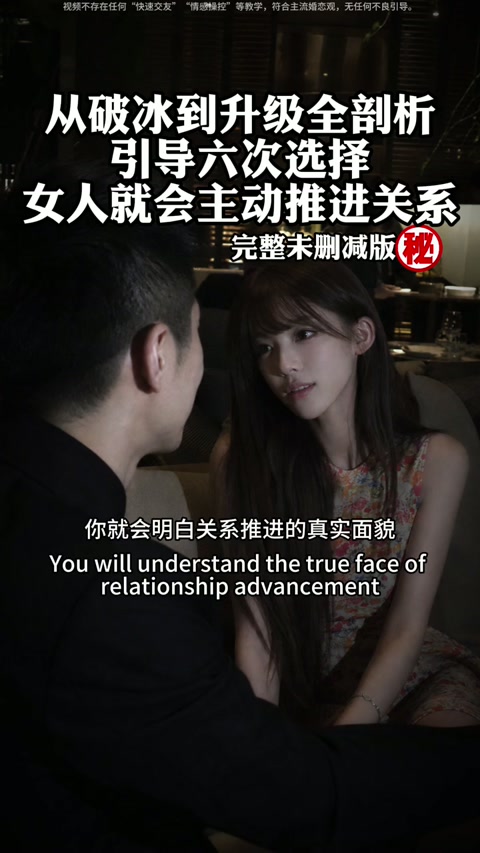 视频不存在任何“快速交友”“情感操控”等教学，符合主流婚恋观，无任何不良引导。
从破冰到升级全剖析
引导六次选择
女人就会主动推进关系
完整未删减版㊙
你就会明白关系推进的真实面貌
You will understand the true face of
relationship advancement